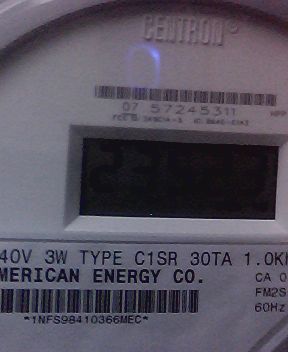 CENTRON®
07 57245311
40V 3W TYPE C1SR 30TA 1.0K
MERICAN ENERGY CO.
CA 0
FM2S
60Hz
*1NFS98410366MEC*